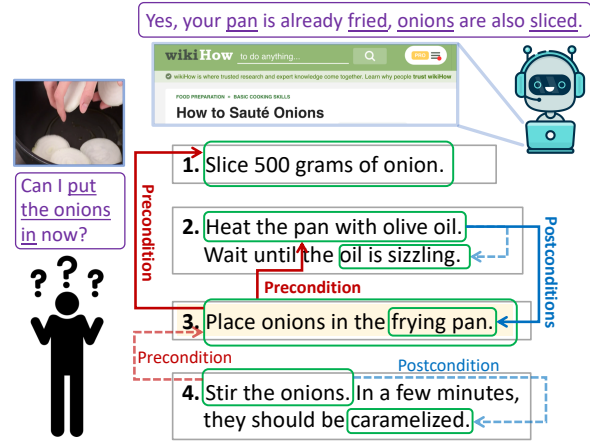 Yes, your pan is already fried, onions are also sliced.
wikiHow to do anything...
PRO
wikiHow is where trusted research and expert knowledge come together. Learn why people trust wikiHow
FOOD PREPARATION » BASIC COOKING SKILLS
How to Sauté Onions
Can I put
the onions
in now?
Precondition
1. Slice 500 grams of onion.
2. Heat the pan with olive oil.
Wait until the oil is sizzling.
Postconditions
Precondition
3. Place onions in the frying pan.
Precondition
Postcondition
4. Stir the onions. In a few minutes,
they should be caramelized.
? ? ?